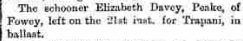 The schooner Elizabeth Davey, Peake, of
Fowey, left on the 21st inst. for Trapani, in
ballast.